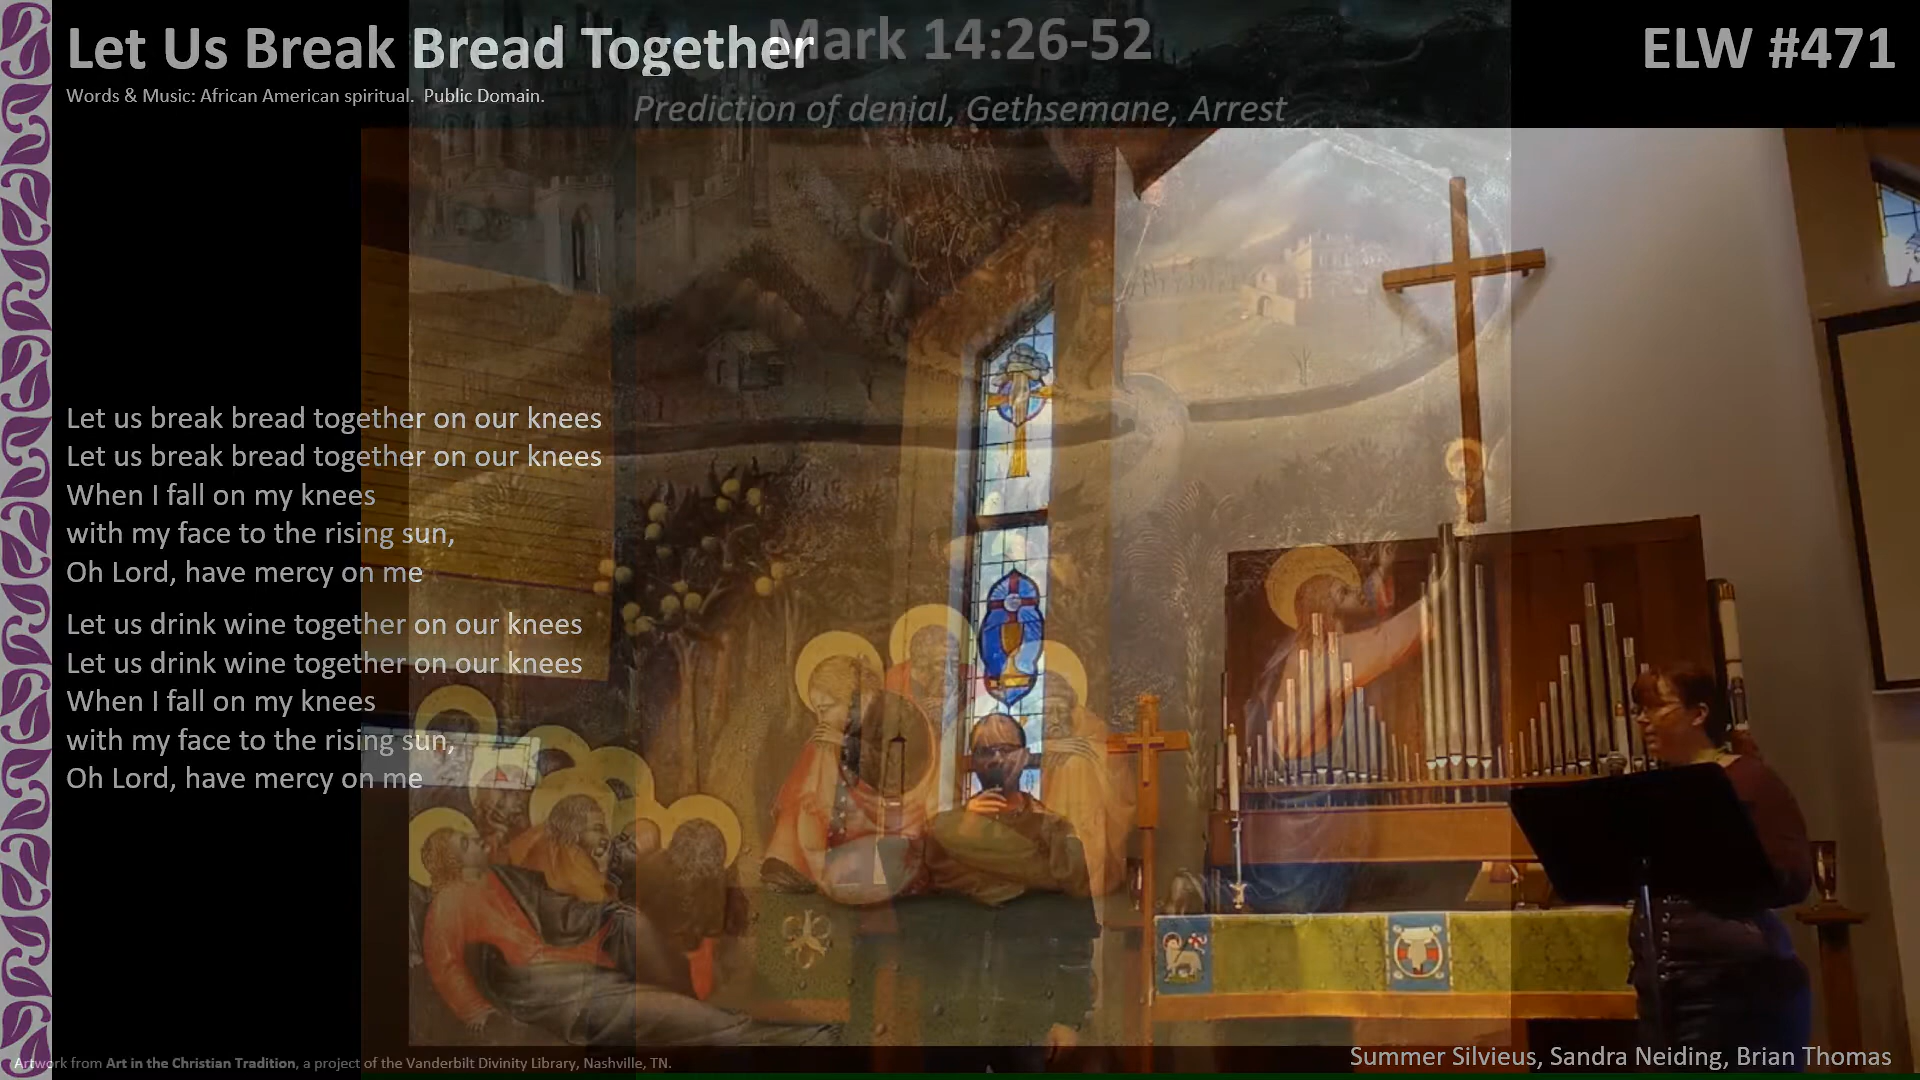 Let Us Break Bread Together
Mark 14:26-52
ELW #471
Words & Music: African American spiritual.  Public Domain.
Prediction of denial, Gethsemane, Arrest
Let us break bread together on our knees
Let us break bread together on our knees
When I fall on my knees
with my face to the rising sun,
Oh Lord, have mercy on me
Let us drink wine together on our knees
Let us drink wine together on our knees
When I fall on my knees
with my face to the rising sun,
Oh Lord, have mercy on me
Artwork from Art in the Christian Tradition, a project of the Vanderbilt Divinity Library, Nashville, TN.
Summer Silvieus, Sandra Neiding, Brian Thomas